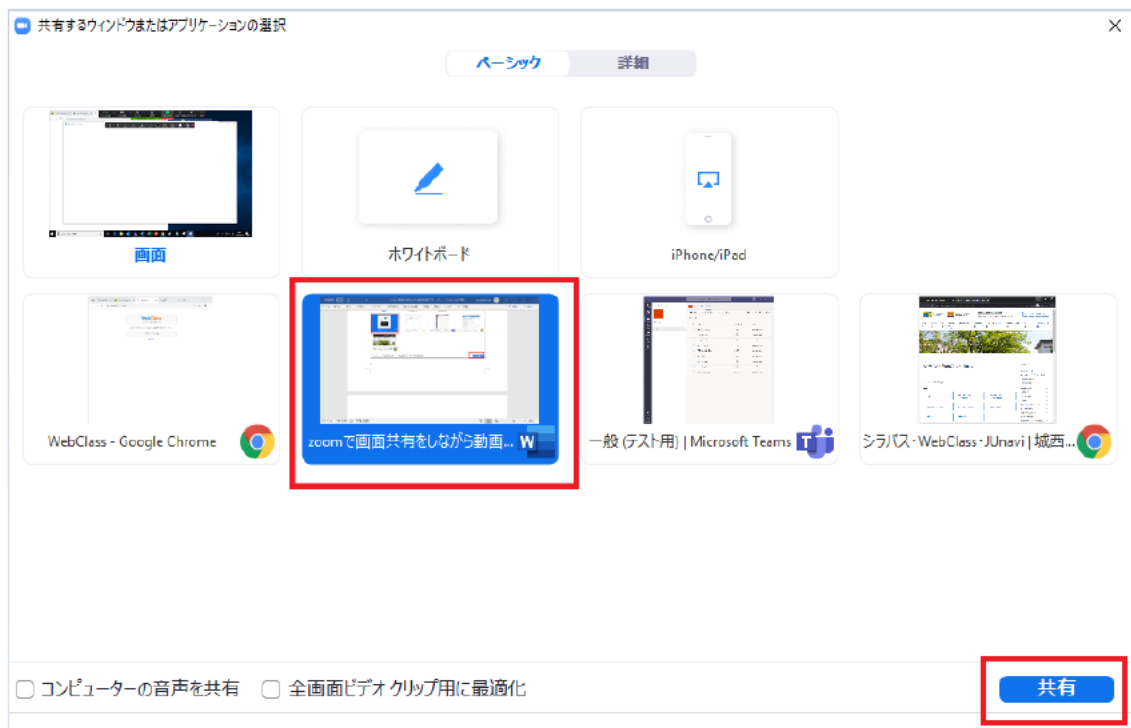 共有するウィンドウまたはアプリケーションの選択
ベーシック
詳細
画面
ホワイトボード
iPhone/iPad
WebClass - Google Chrome
zoomで画面共有をしながら動画...
一般 (テスト用) | Microsoft Teams
シラバス・WebClass・JUnavi | 城西...
コンピューターの音声を共有
全画面ビデオ クリップ用に最適化
共有